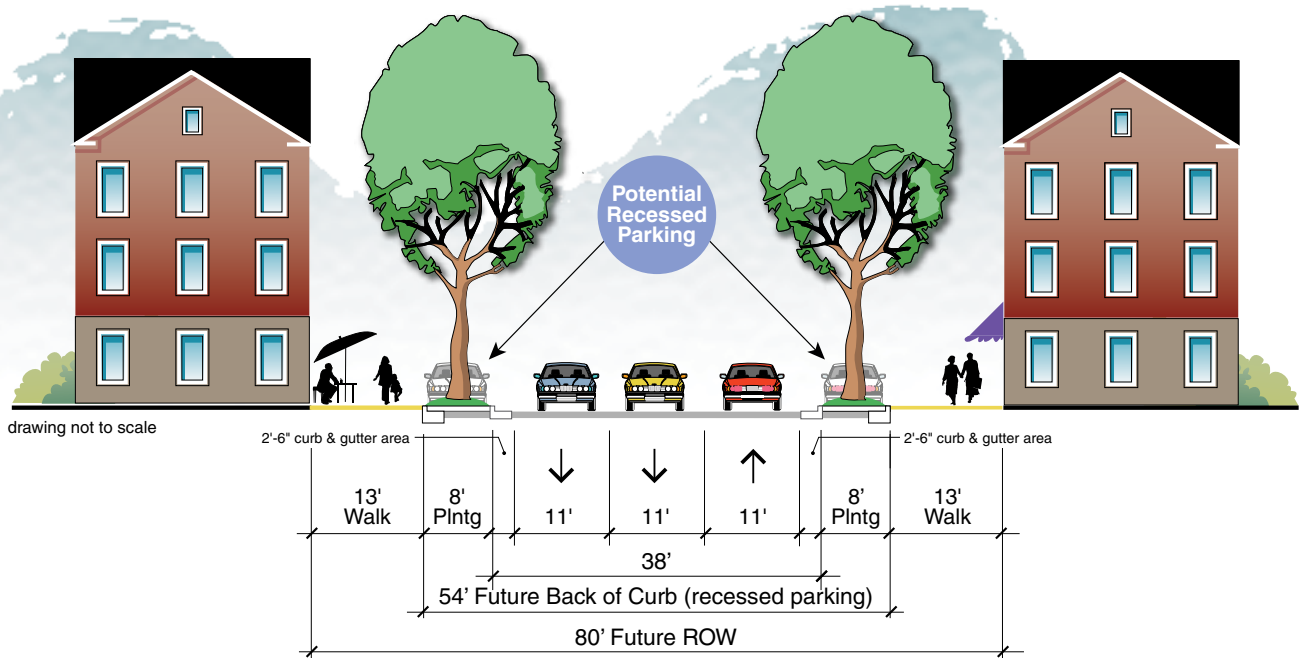 Potential
Recessed
Parking
drawing not to scale
2'-6" curb & gutter area
2'-6" curb & gutter area
13'
Walk
8'
Plntg
11'
11'
11'
8’
Plntg
13'
Walk
38’
54’ Future Back of Curb (recessed parking)
80’ Future ROW